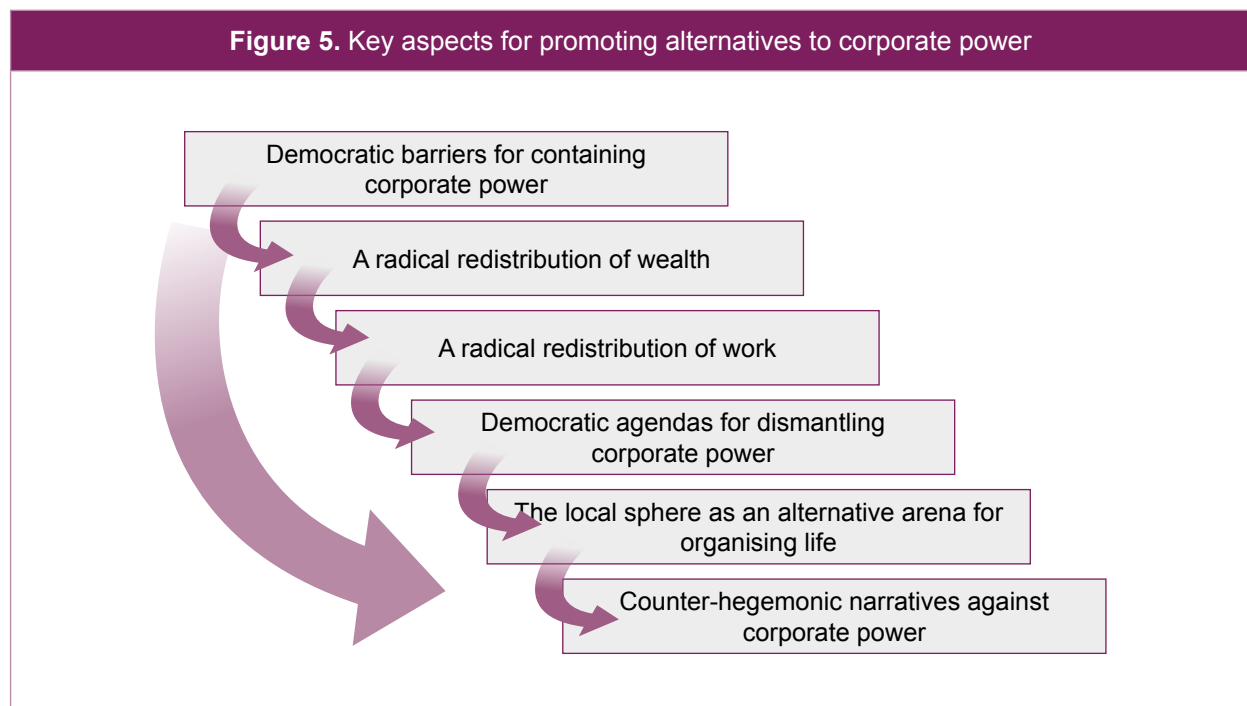 Figure 5. Key aspects for promoting alternatives to corporate power
Democratic barriers for containing
corporate power
A radical redistribution of wealth
A radical redistribution of work
Democratic agendas for dismantling
corporate power
The local sphere as an alternative arena for
organising life
Counter-hegemonic narratives against
corporate power